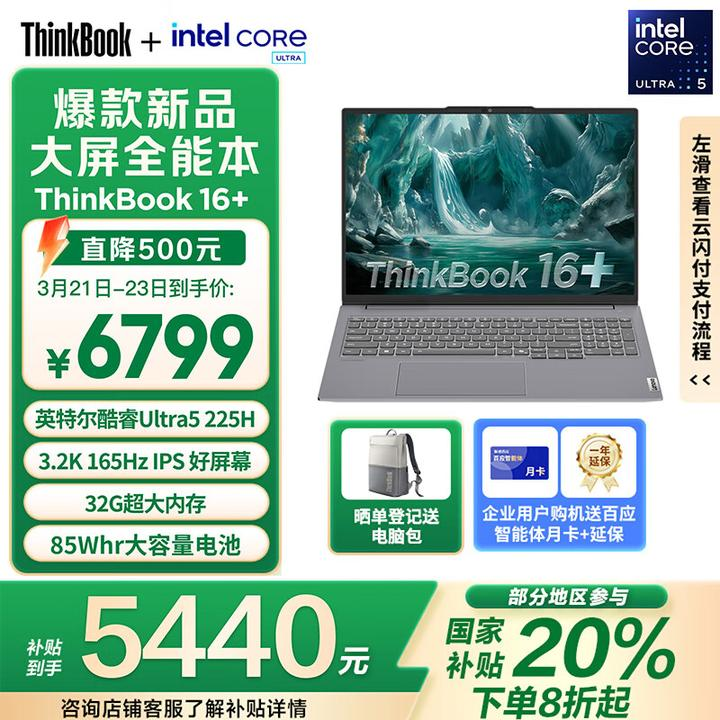 ThinkBook + intel CORE
ULTRA
intel
CORE
ULTRA 5
爆款新品
大屏全能本
ThinkBook 16+
直降500元
3月21日-23日到手价:
¥6799
英特尔酷睿Ultra5 225H
3.2K 165Hz IPS 好屏幕
32G超大内存
85Whr大容量电池
ThinkBook 16+
Lenovo
左滑查看云闪付支付流程 <<
ThinkBook
晒单登记送
电脑包
百应智能体
月卡
一年
延保
企业用户购机送百应
智能体月卡+延保
补贴
到手
5440元
咨询店铺客服了解补贴详情
部分地区参与
国家
补贴
20%
下单8折起